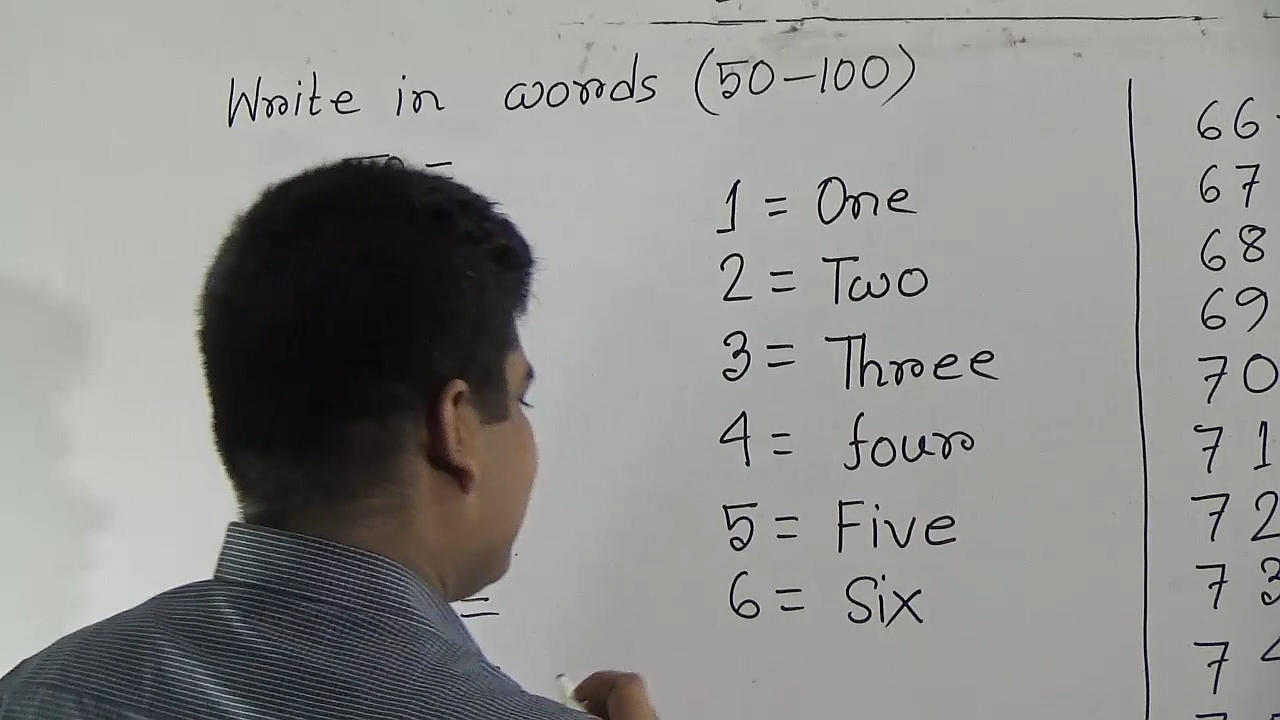 Write in words (50-100)
1 = One
2 = Two
3 = Three
4 = four
5 = Five
6 = Six
66
67
68
69
70
71
72
73
74